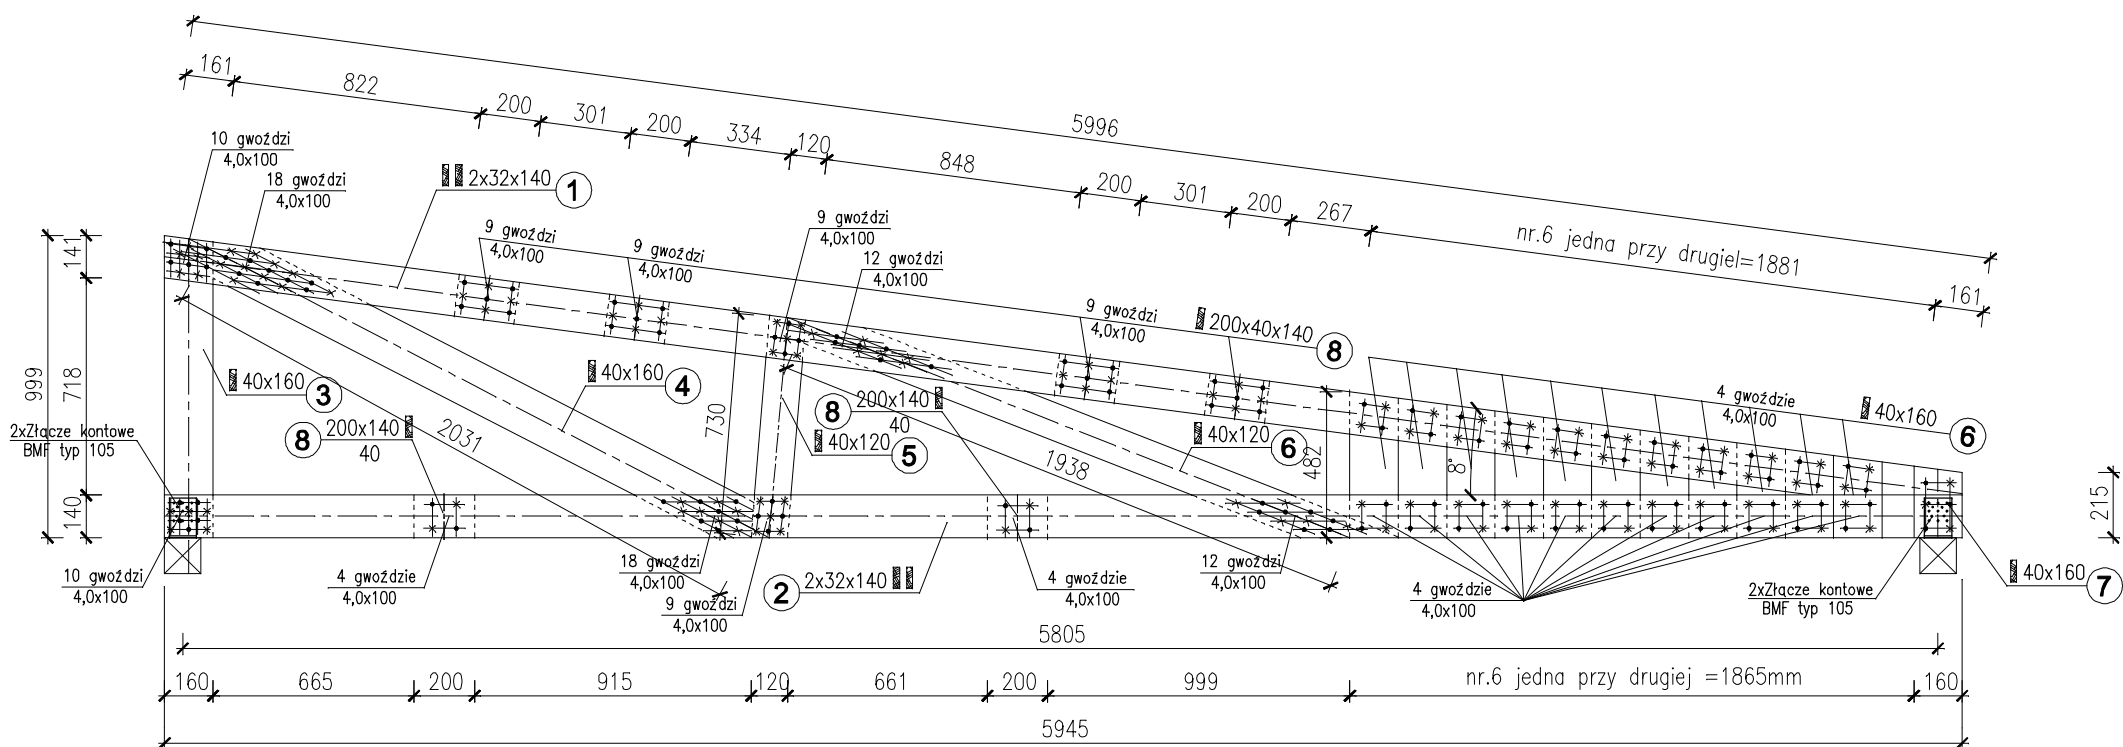 5996
161
822
200
301
200
334
120
848
200
301
200
267
nr.6 jedna przy drugiel=1881
161
10 gwoździ
4,0x100
18 gwoździ
4,0x100
2x32x140 1
9 gwoździ
4,0x100
9 gwoździ
4,0x100
9 gwoździ
4,0x100
12 gwoździ
4,0x100
9 gwoździ
4,0x100
200x40x140 8
141
718
999
140
40x160 3
40x160 4
2031
730
8 200x140
40
8 200x140
40
40x120 5
1938
40x120 6
482
8°
4 gwoździe
4,0x100
40x160 6
215
2xZłącze kontowe
BMF typ 105
10 gwoździ
4,0x100
4 gwoździe
4,0x100
18 gwoździ
4,0x100
9 gwoździ
4,0x100
2 2x32x140
4 gwoździe
4,0x100
12 gwoździ
4,0x100
4 gwoździe
4,0x100
2xZłącze kontowe
BMF typ 105
40x160 7
5805
160
665
200
915
120
661
200
999
nr.6 jedna przy drugiej =1865mm
160
5945